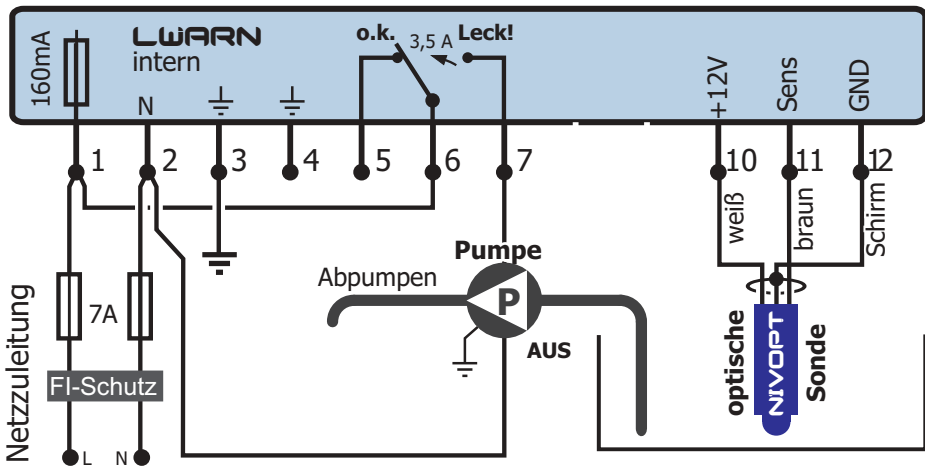 160mA
LWARN
intern
N
o.k. 3,5 A Leck!
+12V
Sens
GND
1 2 3 4 5 6 7 10 11 12
weiß
braun
Schirm
Pumpe
Abpumpen
P
AUS
Netzzuleitung
7A
FI-Schutz
L N
optische
NIVOPT
Sonde